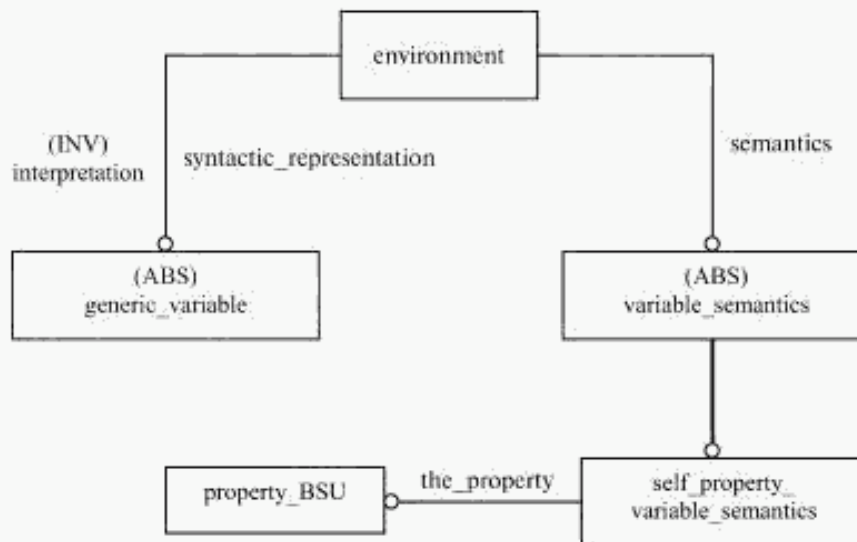 environment
(INV)
interpretation
syntactic_representation
semantics
(ABS)
generic_variable
(ABS)
variable_semantics
property_BSU
the_property
self_property_
variable_semantics